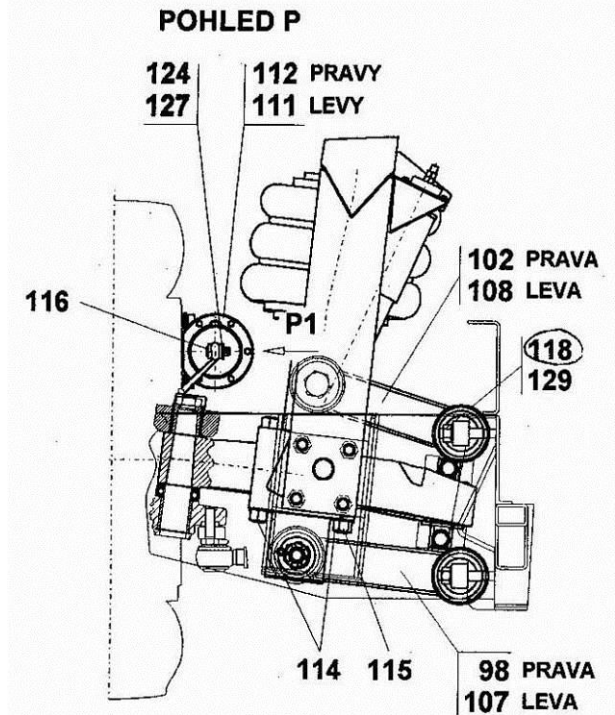 POHLED P
124
127
112 PRAVY
111 LEVY
102 PRAVA
108 LEVA
116
P1
118
129
114
115
98 PRAVA
107 LEVA